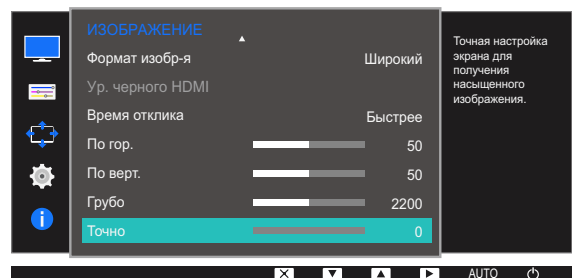 ИЗОБРАЖЕНИЕ
Формат изобр-я Широкий
Ур. черного HDMI
Время отклика Быстрее
По гор. 50
По верт. 50
Грубо 2200
Точно 0
Точная настройка
экрана для
получения
насыщенного
изображения.
AUTO